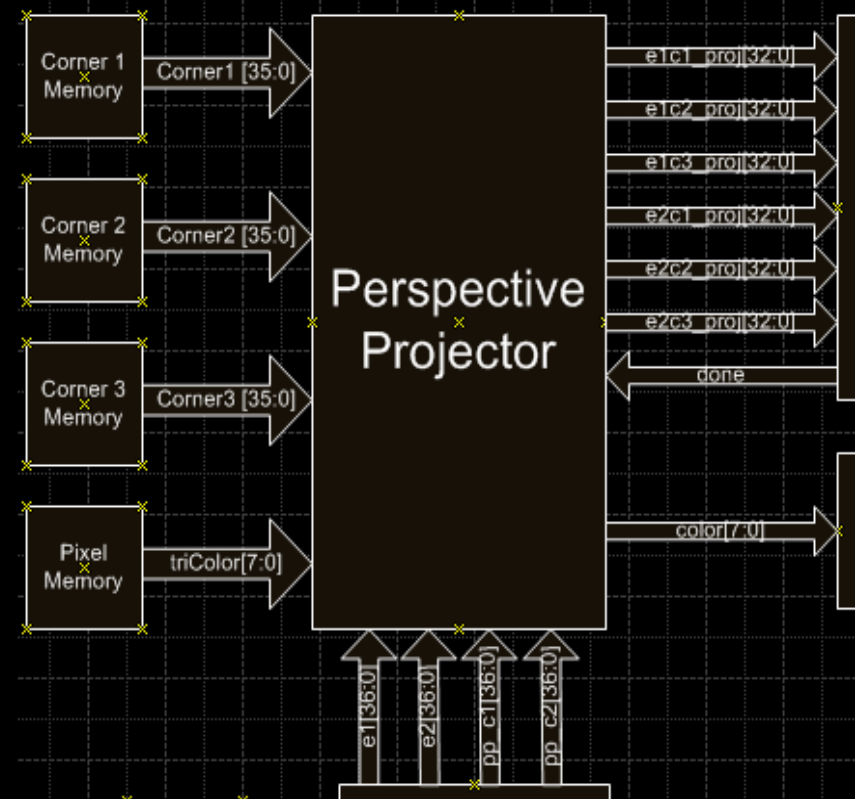 Corner 1
Memory
Corner1 [35:0]
Corner 2
Memory
Corner2 [35:0]
Corner 3
Memory
Corner3 [35:0]
Pixel
Memory
triColor[7:0]
Perspective
Projector
e1c1_proj[32:0]
e1c2_proj[32:0]
e1c3_proj[32:0]
e2c1_proj[32:0]
e2c2_proj[32:0]
e2c3_proj[32:0]
done
color[7:0]
e1[36:0]
e2[36:0]
pp_c1[36:0]
pp_c2[36:0]